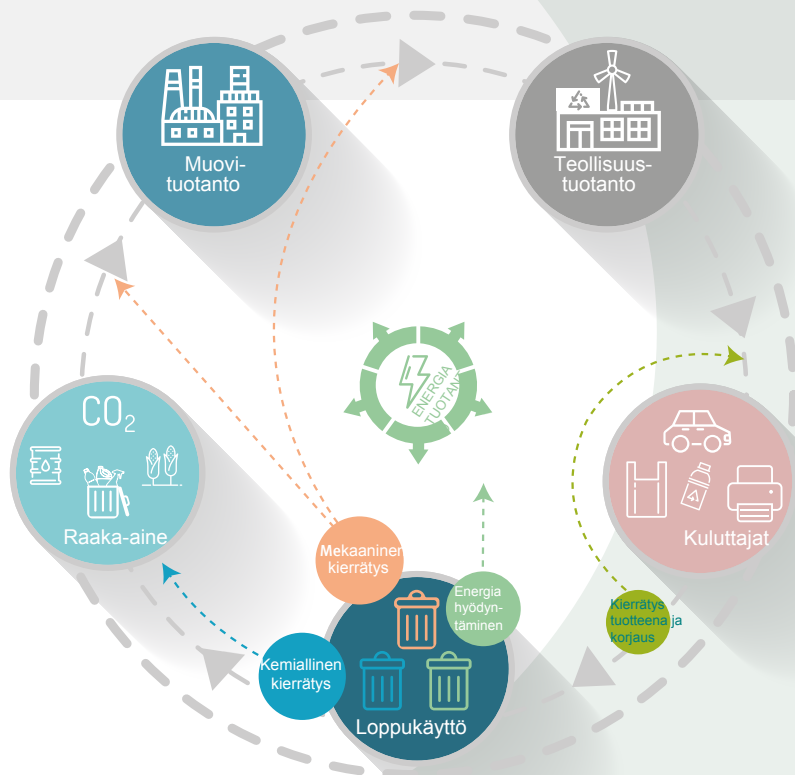 Muovi-
tuotanto
Teollisuus-
tuotanto
ENERGIA
TUOTANT
CO₂
Raaka-aine
Kuluttajat
Mekaaninen
kierrätys
Energia
hyödyn-
täminen
Kierrätys
tuotteena ja
korjaus
Kemiallinen
kierrätys
Loppukäyttö